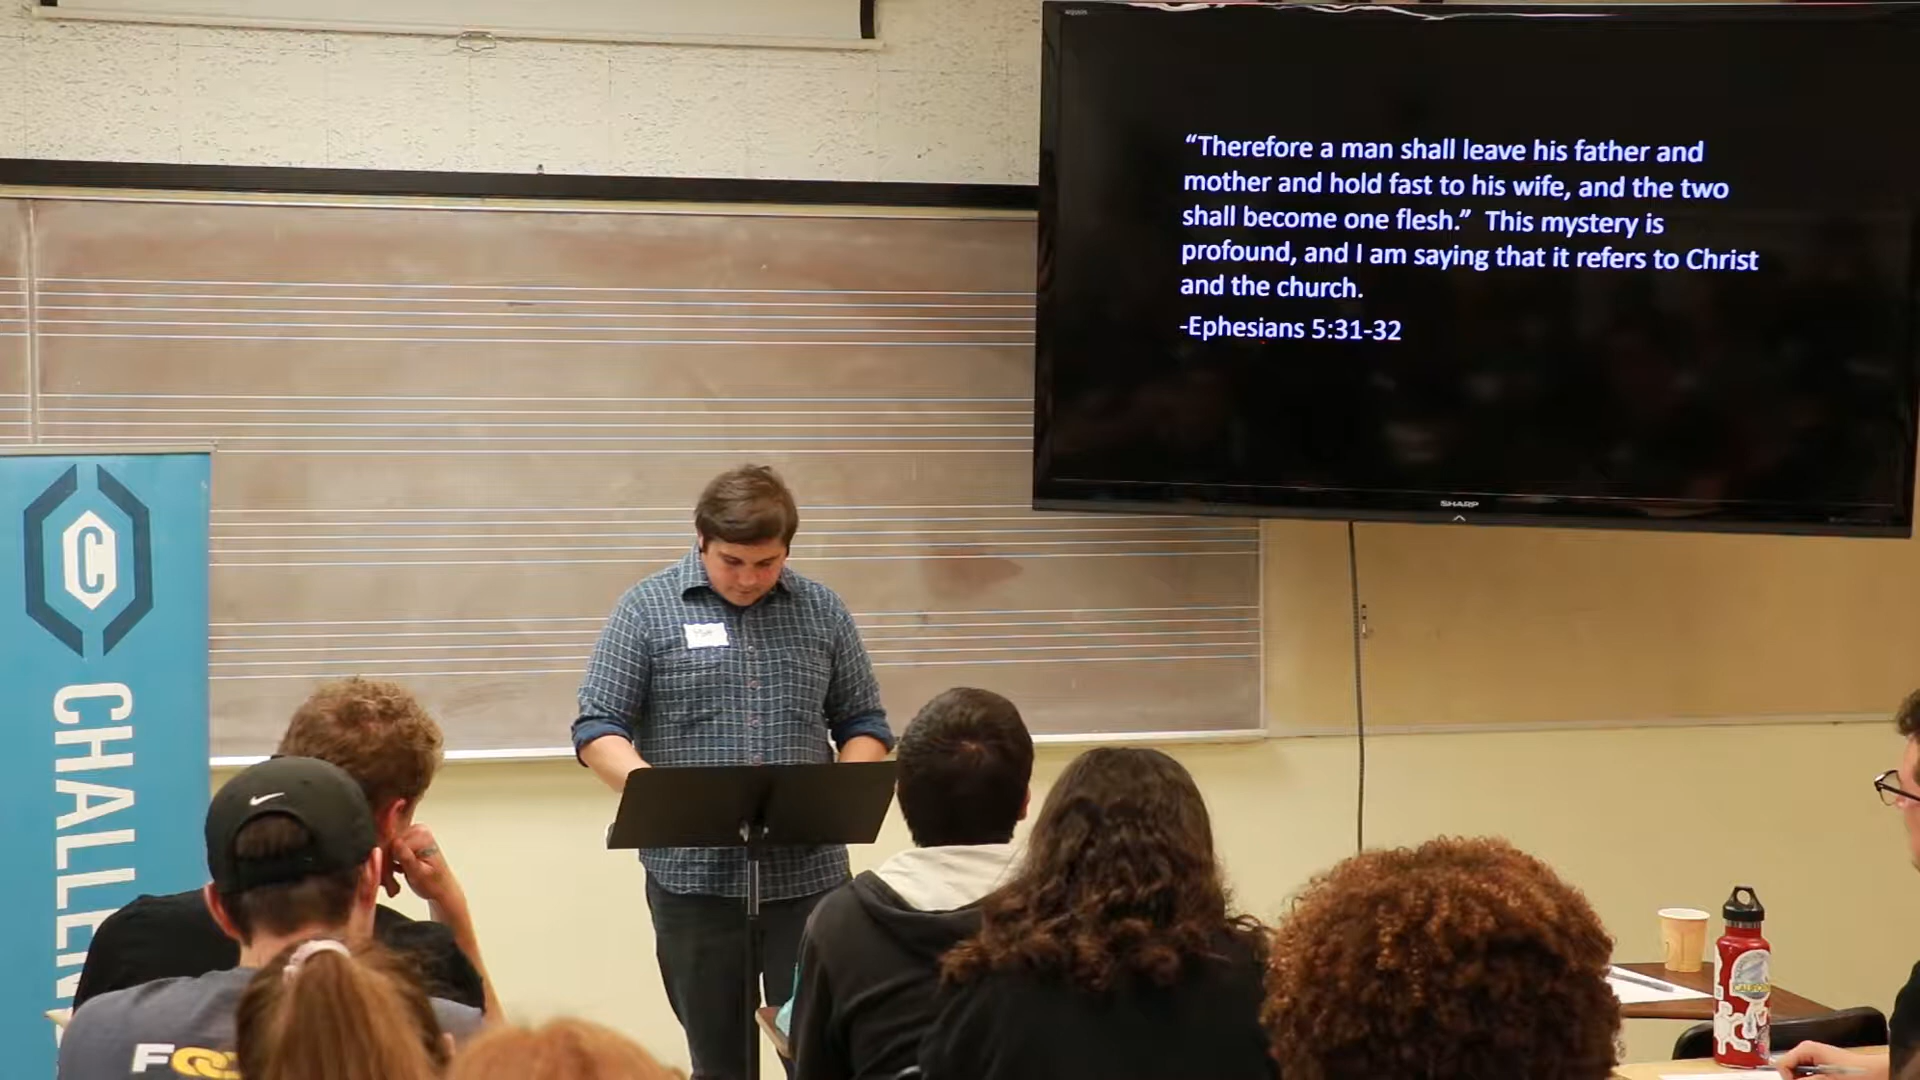 “Therefore a man shall leave his father and
mother and hold fast to his wife, and the two
shall become one flesh.” This mystery is
profound, and I am saying that it refers to Christ
and the church.
-Ephesians 5:31-32
SHARP
C
CHALLEN